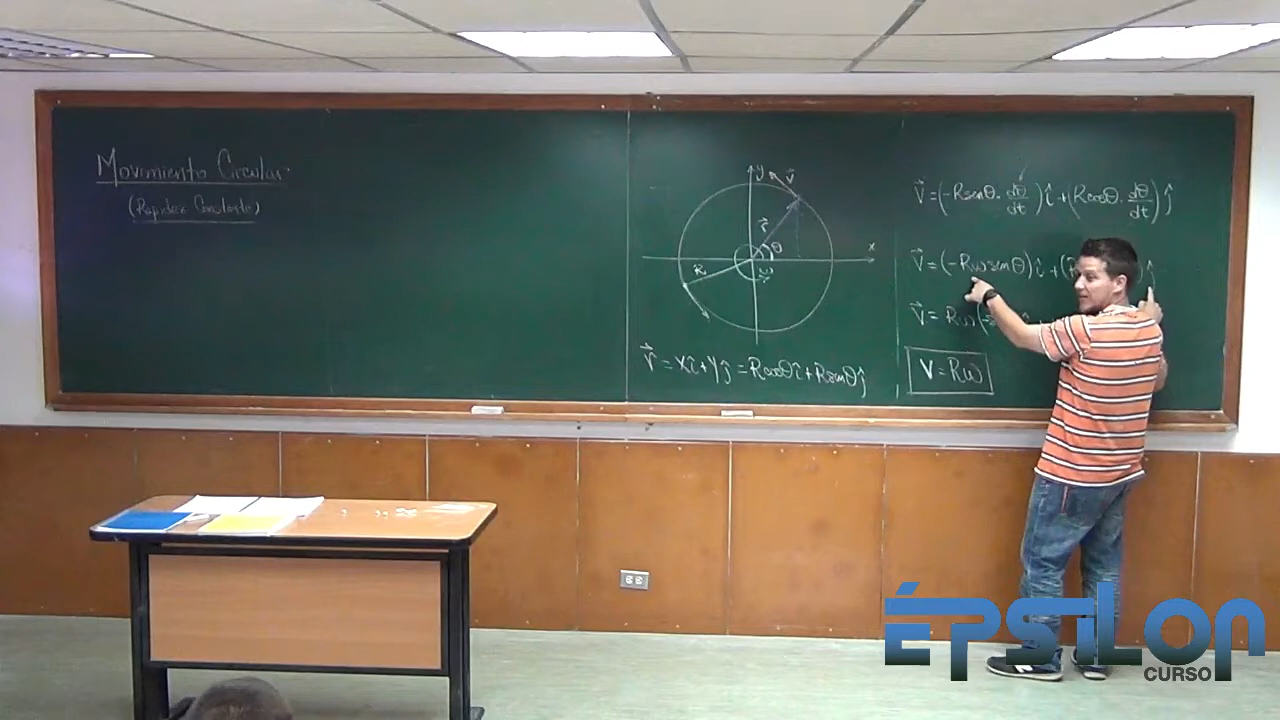 Movimiento Circular
(Rapidez Constante)
y
v⃗
r⃗
θ
x
R
r⃗ = xî + yĵ = Rcosθî + Rsenθĵ
v⃗ = (-Rsenθ · dθ/dt)î + (Rcosθ · dθ/dt)ĵ
v⃗ = (-Rωsenθ)î + (R ĵ
v⃗ = Rω(-s
V = Rω
ÉPSILON
CURSO